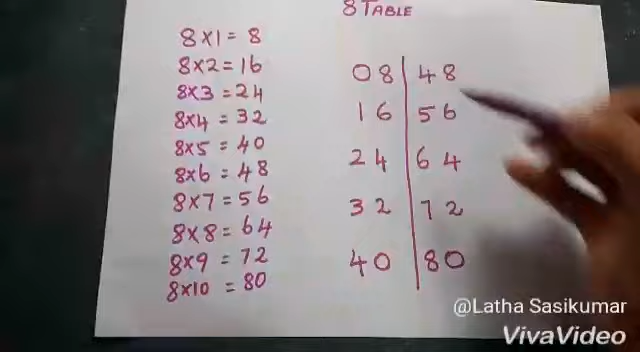 8 TABLE
8x1 = 8
8x2 = 16
8x3 = 24
8x4 = 32
8x5 = 40
8x6 = 48
8x7 = 56
8x8 = 64
8x9 = 72
8x10 = 80
08 | 48
16 | 56
24 | 64
32 | 72
40 | 80
@Latha Sasikumar
VivaVideo